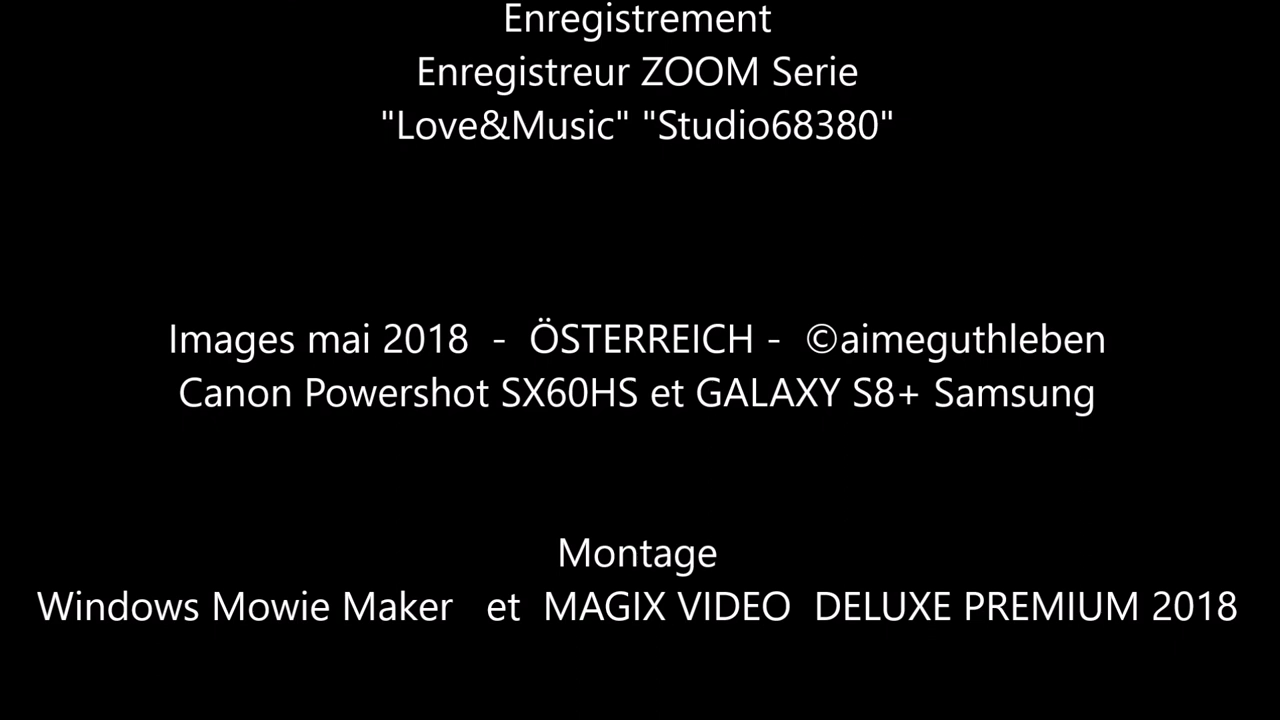 Enregistrement
Enregistreur ZOOM Serie
"Love&Music" "Studio68380"
Images mai 2018 - ÖSTERREICH - ©aimeguthleben
Canon Powershot SX60HS et GALAXY S8+ Samsung
Montage
Windows Mowie Maker et MAGIX VIDEO DELUXE PREMIUM 2018